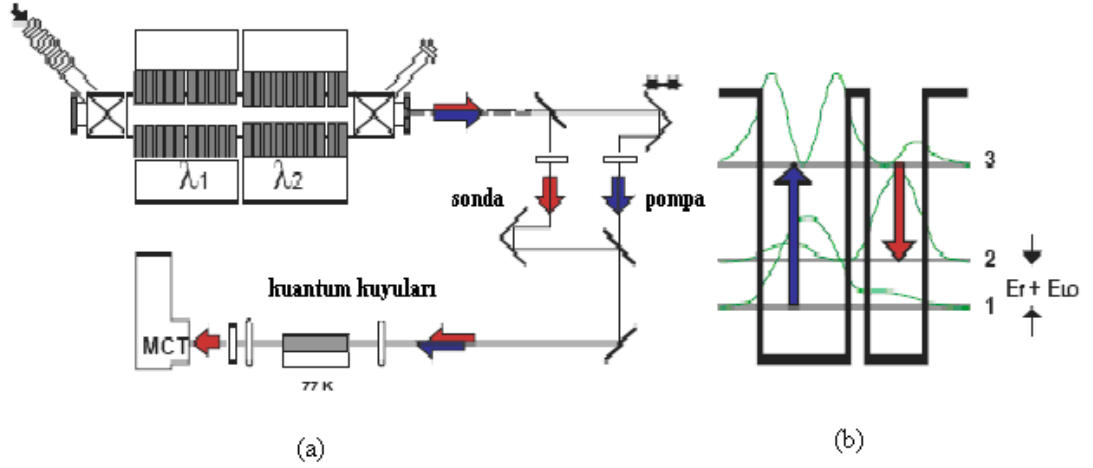 λ1
λ2
sonda
pompa
kuantum kuyuları
MCT
77 K
(a)
3
2
1
Er + ELO
(b)